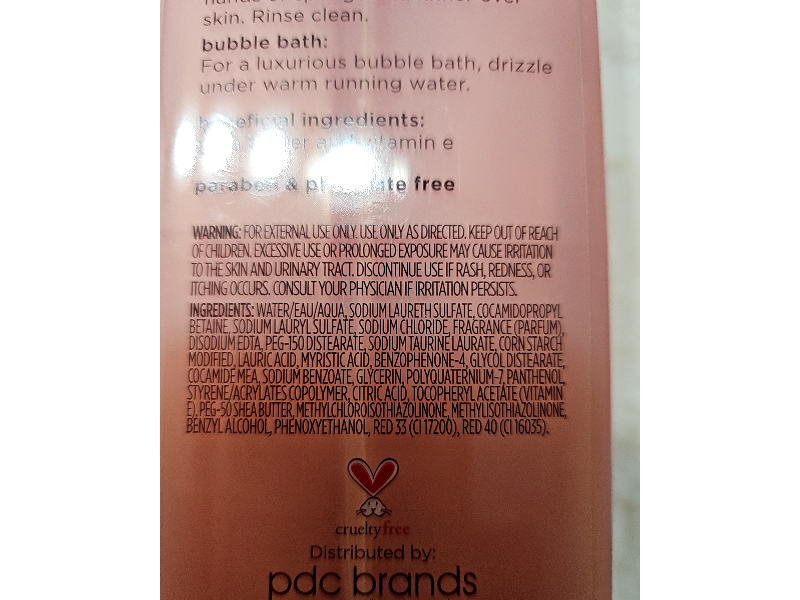 skin. Rinse clean.
bubble bath:
For a luxurious bubble bath, drizzle
under warm running water.
beneficial ingredients:
vitamin e
paraben & phthalate free
WARNING: FOR EXTERNAL USE ONLY. USE ONLY AS DIRECTED. KEEP OUT OF REACH
OF CHILDREN. EXCESSIVE USE OR PROLONGED EXPOSURE MAY CAUSE IRRITATION
TO THE SKIN AND URINARY TRACT. DISCONTINUE USE IF RASH, REDNESS, OR
ITCHING OCCURS. CONSULT YOUR PHYSICIAN IF IRRITATION PERSISTS.
INGREDIENTS: WATER/EAU/AQUA, SODIUM LAURETH SULFATE, COCAMIDOPROPYL
BETAINE, SODIUM LAURYL SULFATE, SODIUM CHLORIDE, FRAGRANCE (PARFUM),
DISODIUM EDTA, PEG-150 DISTEARATE, SODIUM TAURINE LAURATE, CORN STARCH
MODIFIED, LAURIC ACID, MYRISTIC ACID, BENZOPHENONE-4, GLYCOL DISTEARATE,
COCAMIDE MEA, SODIUM BENZOATE, GLYCERIN, POLYQUATERNIUM-7, PANTHENOL,
STYRENE/ACRYLATES COPOLYMER, CITRIC ACID, TOCOPHERYL ACETATE (VITAMIN
E), PEG-50 SHEA BUTTER, METHYLCHLOROISOTHIAZOLINONE, METHYLISOTHIAZOLINONE,
BENZYL ALCOHOL, PHENOXYETHANOL, RED 33 (CI 17200), RED 40 (CI 16035).
crueltyfree
Distributed by:
pdc brands